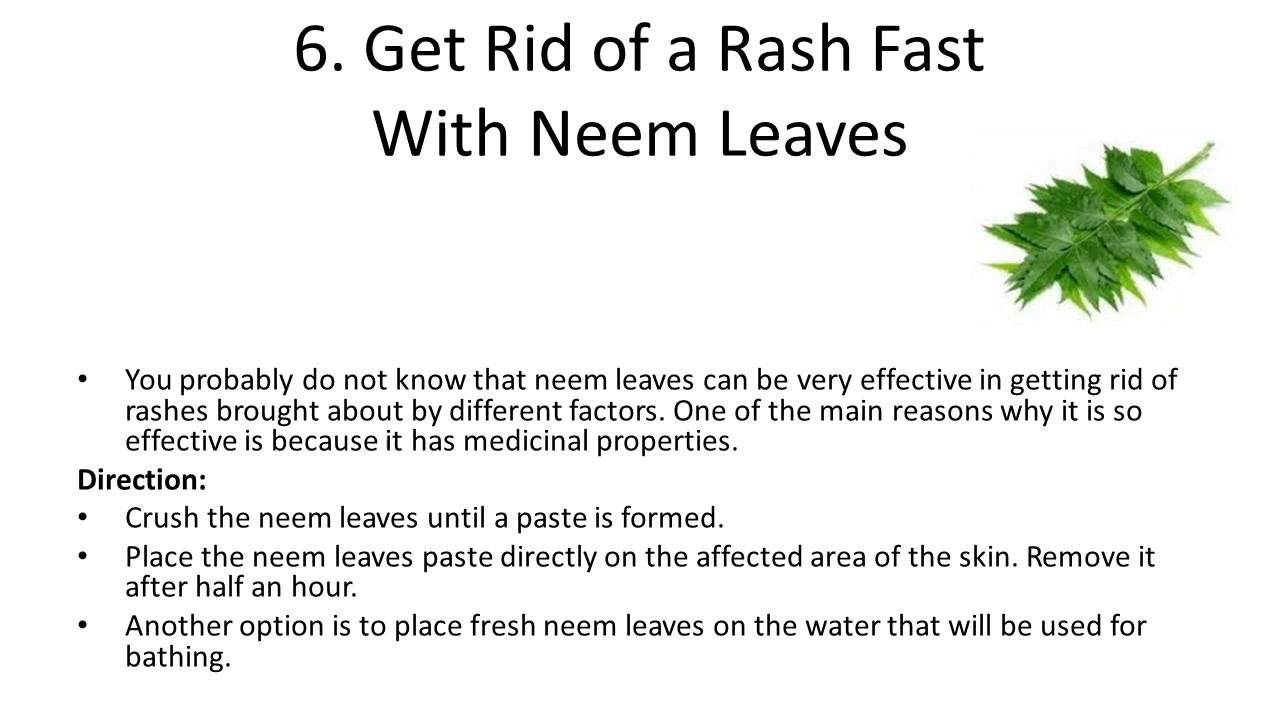 6. Get Rid of a Rash Fast
With Neem Leaves
• You probably do not know that neem leaves can be very effective in getting rid of
rashes brought about by different factors. One of the main reasons why it is so
effective is because it has medicinal properties.
Direction:
• Crush the neem leaves until a paste is formed.
• Place the neem leaves paste directly on the affected area of the skin. Remove it
after half an hour.
• Another option is to place fresh neem leaves on the water that will be used for
bathing.